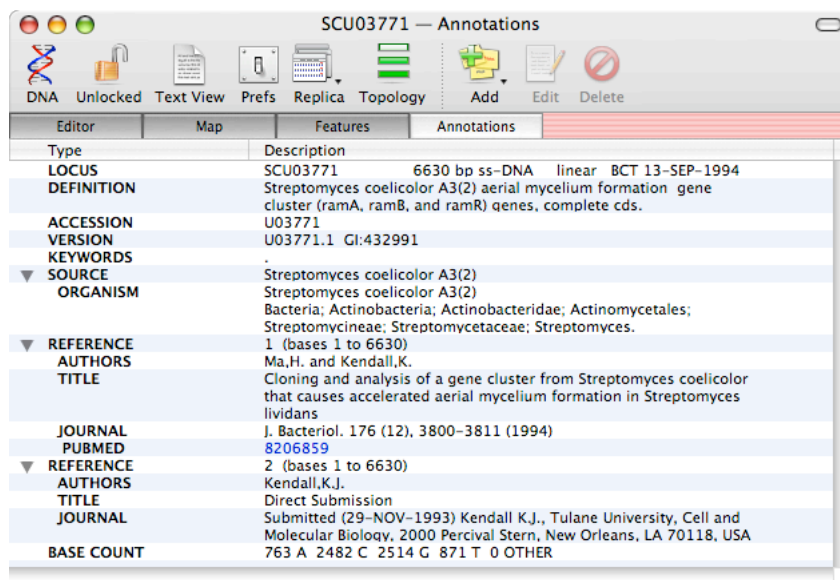 SCU03771 — Annotations
DNA Unlocked Text View Prefs Replica Topology Add Edit Delete
Editor Map Features Annotations
Type Description
LOCUS SCU03771 6630 bp ss-DNA linear BCT 13-SEP-1994
DEFINITION Streptomyces coelicolor A3(2) aerial mycelium formation gene
cluster (ramA, ramB, and ramR) genes, complete cds.
ACCESSION U03771
VERSION U03771.1 GI:432991
KEYWORDS .
SOURCE Streptomyces coelicolor A3(2)
ORGANISM Streptomyces coelicolor A3(2)
Bacteria; Actinobacteria; Actinobacteridae; Actinomycetales;
Streptomycineae; Streptomycetaceae; Streptomyces.
REFERENCE 1 (bases 1 to 6630)
AUTHORS Ma,H. and Kendall,K.
TITLE Cloning and analysis of a gene cluster from Streptomyces coelicolor
that causes accelerated aerial mycelium formation in Streptomyces
lividans
JOURNAL J. Bacteriol. 176 (12), 3800-3811 (1994)
PUBMED 8206859
REFERENCE 2 (bases 1 to 6630)
AUTHORS Kendall,K.J.
TITLE Direct Submission
JOURNAL Submitted (29-NOV-1993) Kendall K.J., Tulane University, Cell and
Molecular Biology, 2000 Percival Stern, New Orleans, LA 70118, USA
BASE COUNT 763 A 2482 C 2514 G 871 T 0 OTHER